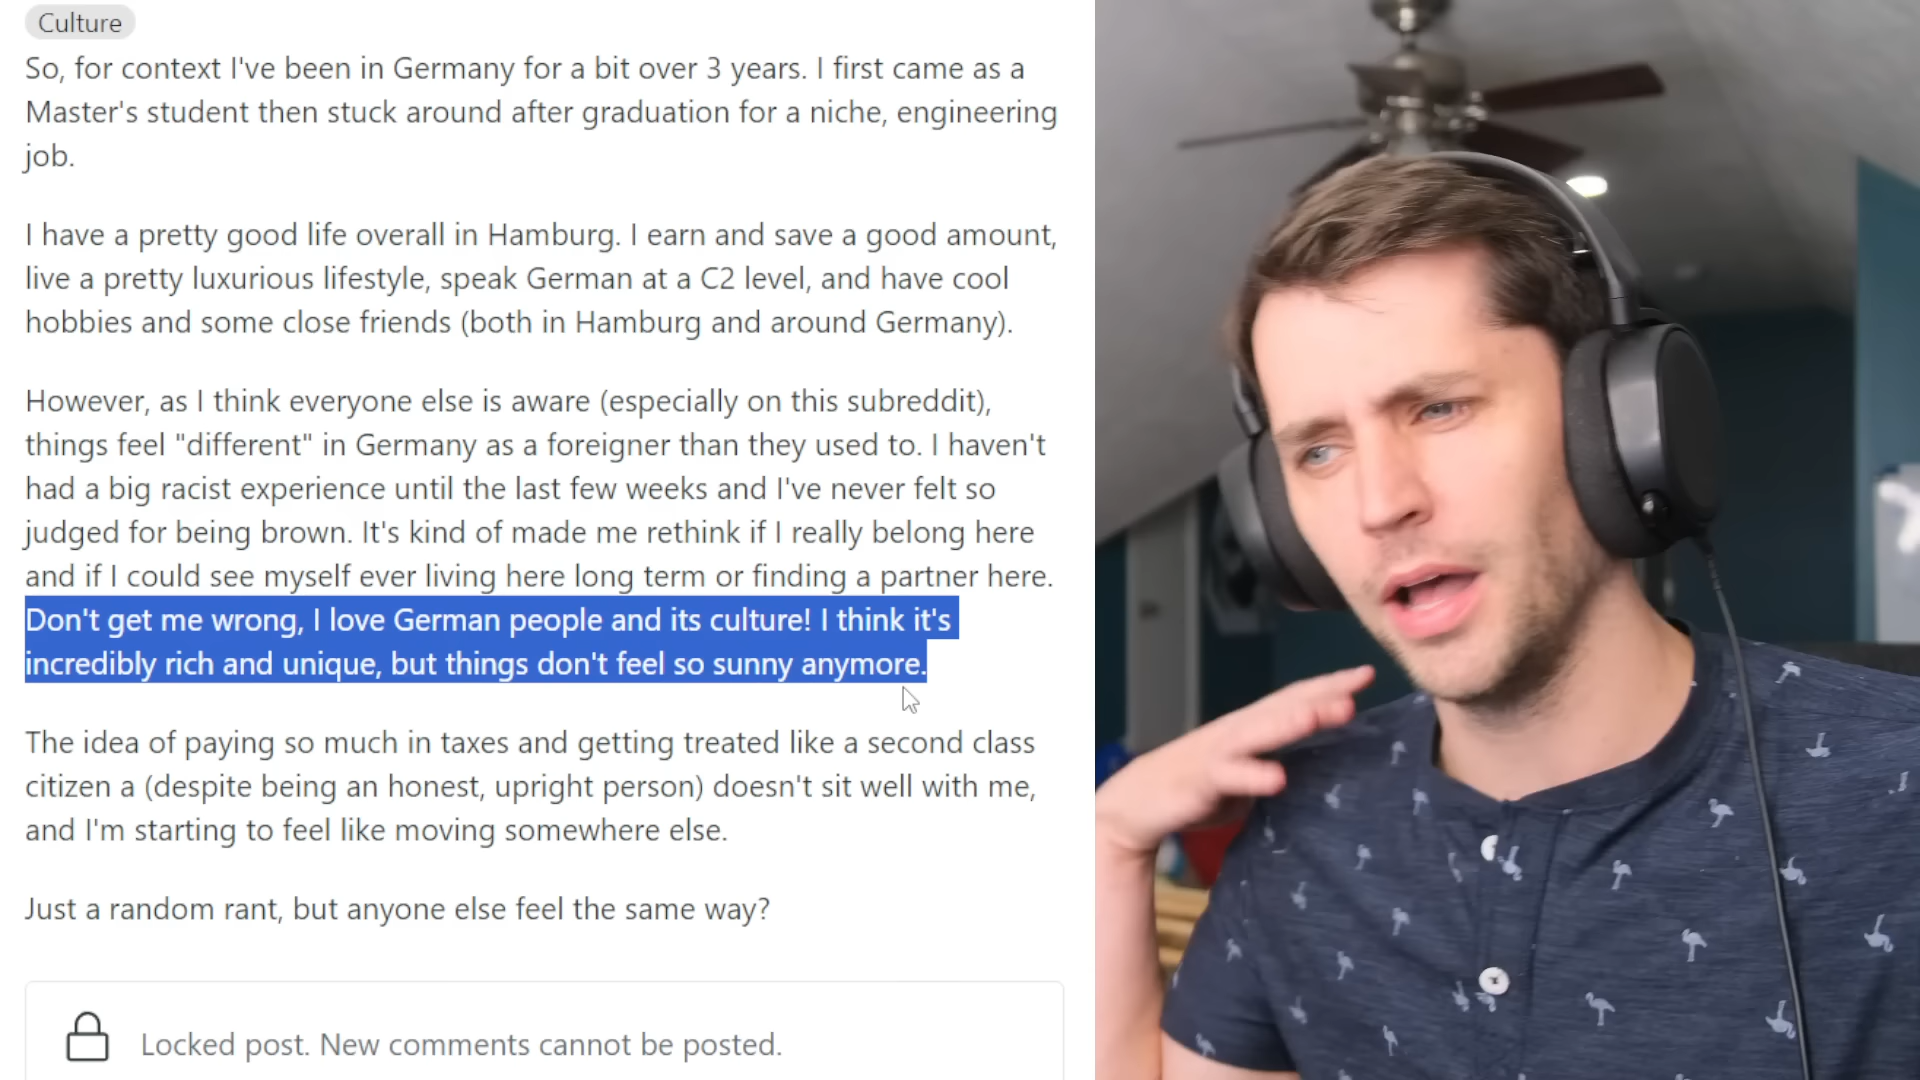 Culture
So, for context I've been in Germany for a bit over 3 years. I first came as a
Master's student then stuck around after graduation for a niche, engineering
job.
I have a pretty good life overall in Hamburg. I earn and save a good amount,
live a pretty luxurious lifestyle, speak German at a C2 level, and have cool
hobbies and some close friends (both in Hamburg and around Germany).
However, as I think everyone else is aware (especially on this subreddit),
things feel "different" in Germany as a foreigner than they used to. I haven't
had a big racist experience until the last few weeks and I've never felt so
judged for being brown. It's kind of made me rethink if I really belong here
and if I could see myself ever living here long term or finding a partner here.
Don't get me wrong, I love German people and its culture! I think it's
incredibly rich and unique, but things don't feel so sunny anymore.
The idea of paying so much in taxes and getting treated like a second class
citizen a (despite being an honest, upright person) doesn't sit well with me,
and I'm starting to feel like moving somewhere else.
Just a random rant, but anyone else feel the same way?
Locked post. New comments cannot be posted.